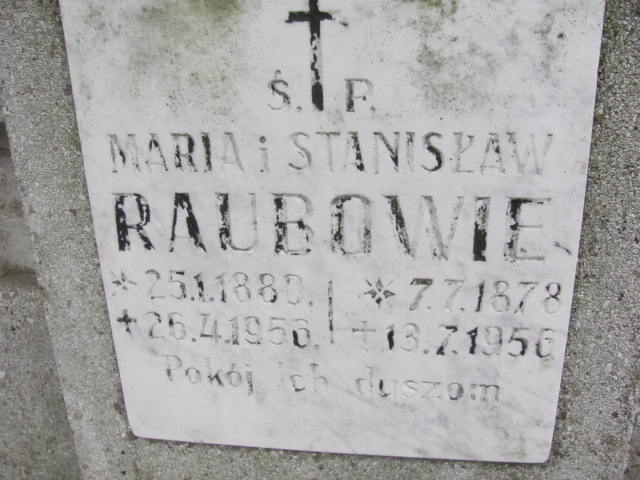 Ś. P.
MARIA i STANISŁAW
RAUBOWIE
* 25.1.1880. * 7.7.1878
+ 26.4.1956. + 13.7.1956
Pokój Ich duszom